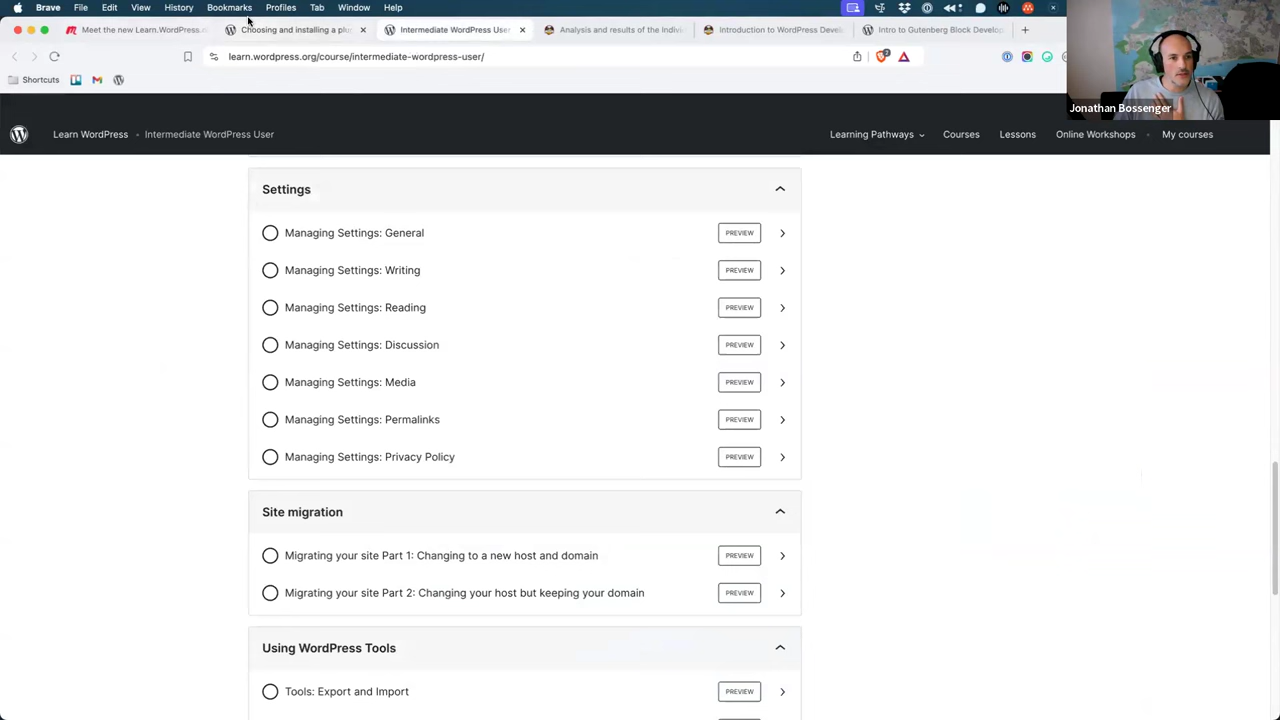 Brave File Edit View History Bookmarks Profiles Tab Window Help
Meet the new Learn.WordPress.
Choosing and installing a plu
Intermediate WordPress User
Analysis and results of the Indivi
Introduction to WordPress Devel
Intro to Gutenberg Block Develo
learn.wordpress.org/course/intermediate-wordpress-user/
2
Shortcuts
Jonathan Bossenger
Learn WordPress Intermediate WordPress User
Learning Pathways Courses Lessons Online Workshops My courses
Settings
Managing Settings: General PREVIEW
Managing Settings: Writing PREVIEW
Managing Settings: Reading PREVIEW
Managing Settings: Discussion PREVIEW
Managing Settings: Media PREVIEW
Managing Settings: Permalinks PREVIEW
Managing Settings: Privacy Policy PREVIEW
Site migration
Migrating your site Part 1: Changing to a new host and domain PREVIEW
Migrating your site Part 2: Changing your host but keeping your domain PREVIEW
Using WordPress Tools
Tools: Export and Import PREVIEW